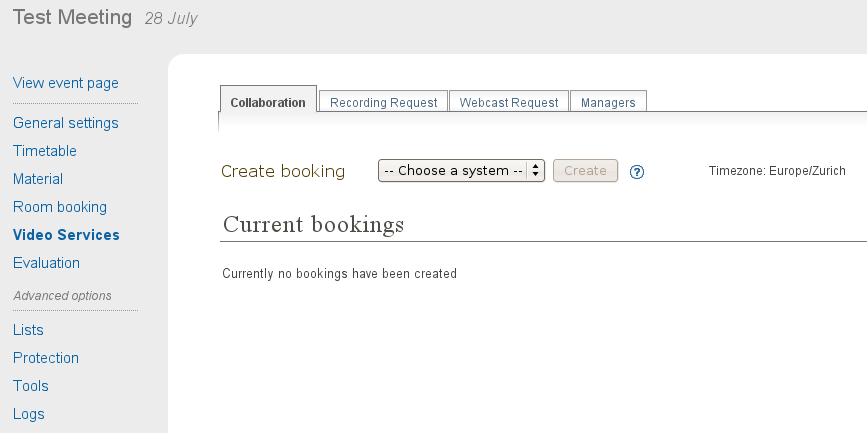 Test Meeting 28 July
View event page
General settings
Timetable
Material
Room booking
Video Services
Evaluation
Advanced options
Lists
Protection
Tools
Logs
Collaboration Recording Request Webcast Request Managers
Create booking -- Choose a system -- Create ? Timezone: Europe/Zurich
Current bookings
Currently no bookings have been created